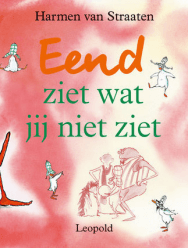 Harmen van Straaten
Eend
ziet wat
jij niet ziet
Leopold